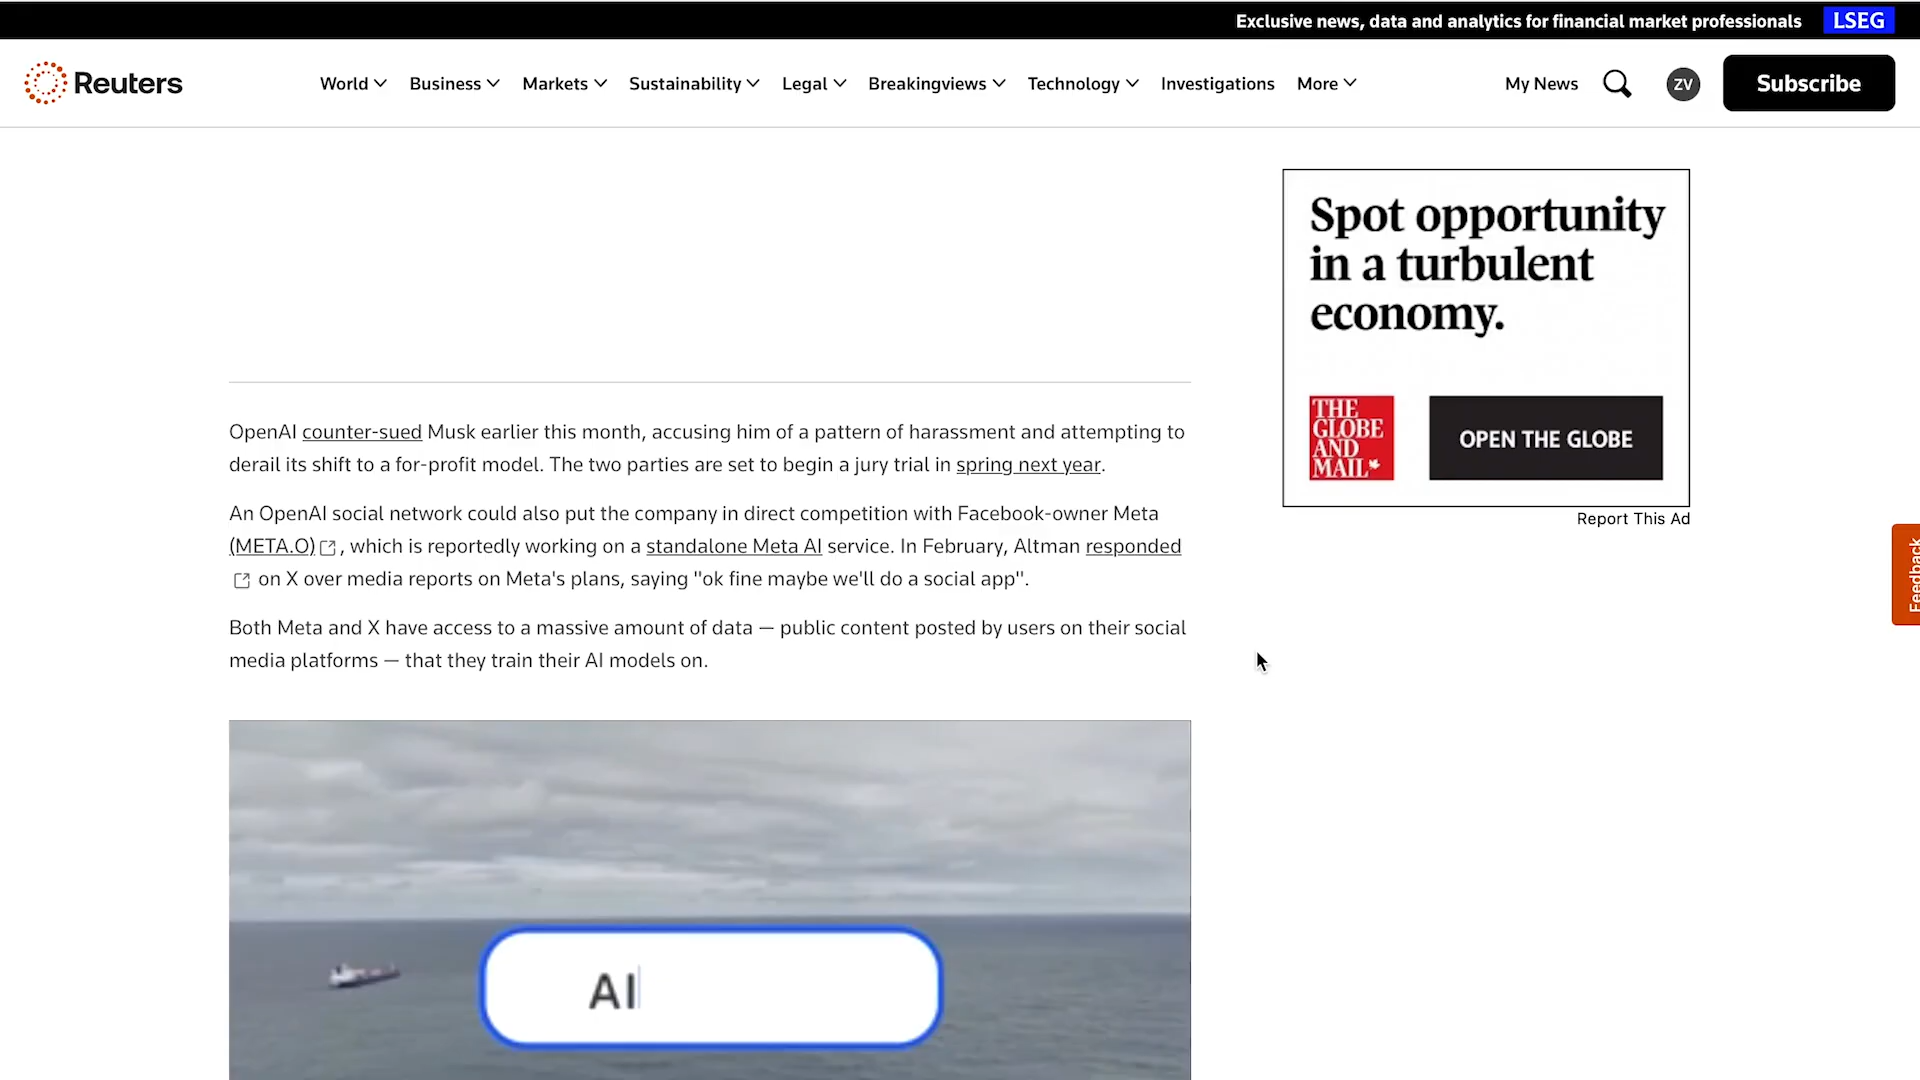 Exclusive news, data and analytics for financial market professionals LSEG
Reuters World Business Markets Sustainability Legal Breakingviews Technology Investigations More My News ZV Subscribe
Spot opportunity
in a turbulent
economy.
THE
GLOBE
AND
MAIL
OPEN THE GLOBE
Report This Ad
OpenAI counter-sued Musk earlier this month, accusing him of a pattern of harassment and attempting to
derail its shift to a for-profit model. The two parties are set to begin a jury trial in spring next year.
An OpenAI social network could also put the company in direct competition with Facebook-owner Meta
(META.O) , which is reportedly working on a standalone Meta AI service. In February, Altman responded
on X over media reports on Meta's plans, saying "ok fine maybe we'll do a social app".
Both Meta and X have access to a massive amount of data — public content posted by users on their social
media platforms — that they train their AI models on.
Feedback
AI